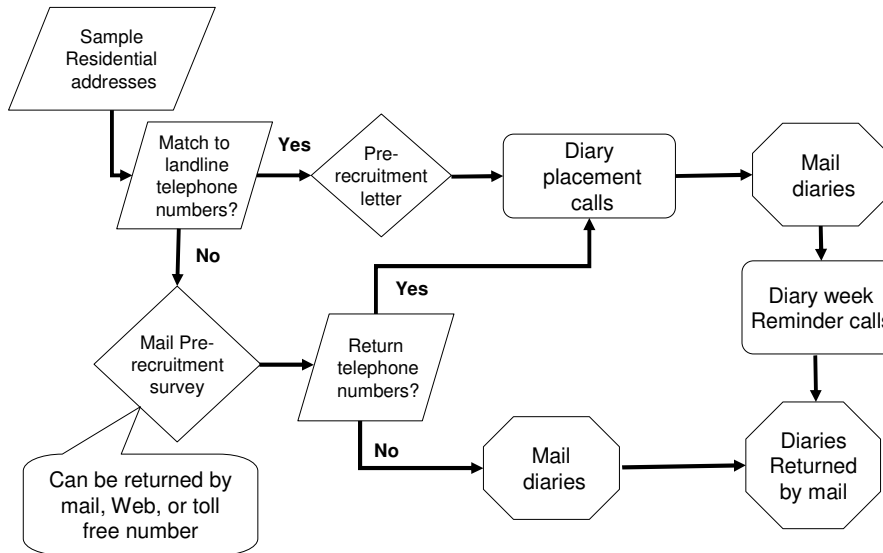 Sample
Residential
addresses
Match to
landline
telephone
numbers?
Yes
Pre-
recruitment
letter
Diary
placement
calls
Mail
diaries
No
Diary week
Reminder calls
Yes
Mail Pre-
recruitment
survey
Return
telephone
numbers?
No
Mail
diaries
Diaries
Returned
by mail
Can be returned by
mail, Web, or toll
free number